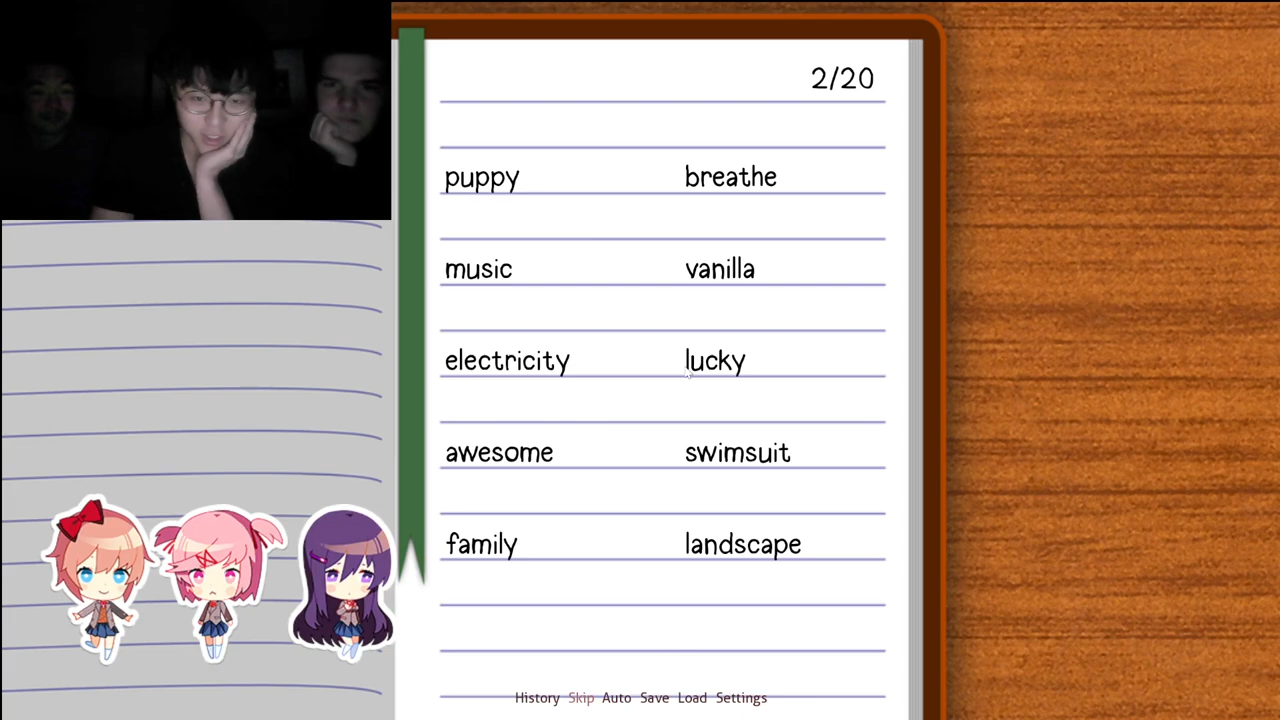 2/20
puppy breathe
music vanilla
electricity lucky
awesome swimsuit
family landscape
History Skip Auto Save Load Settings